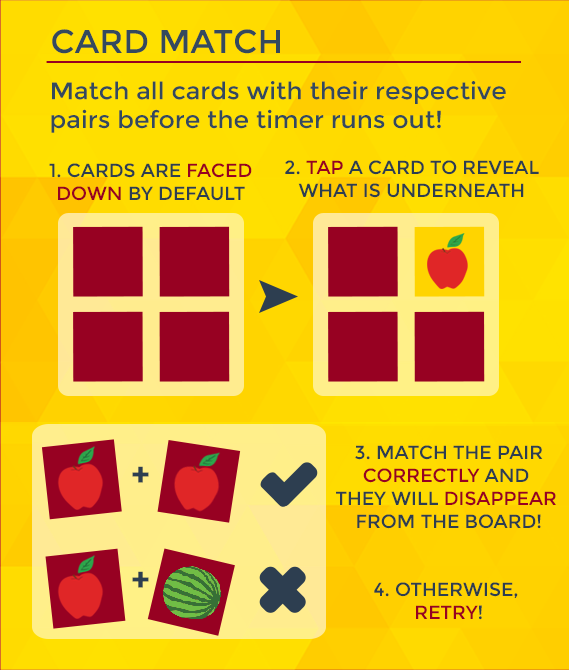 CARD MATCH
Match all cards with their respective
pairs before the timer runs out!
1. CARDS ARE FACED
DOWN BY DEFAULT
2. TAP A CARD TO REVEAL
WHAT IS UNDERNEATH
3. MATCH THE PAIR
CORRECTLY AND
THEY WILL DISAPPEAR
FROM THE BOARD!
4. OTHERWISE,
RETRY!